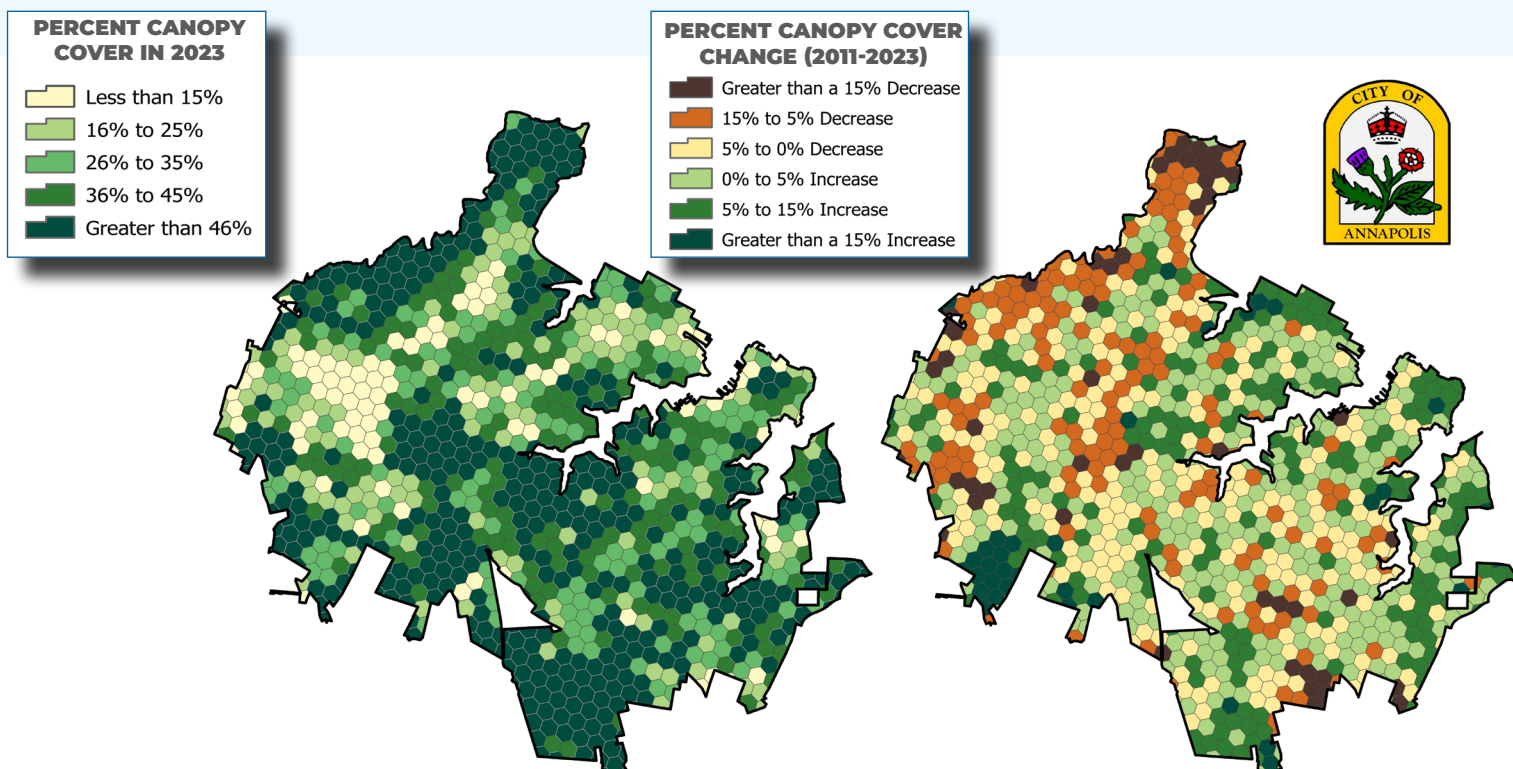 PERCENT CANOPY
COVER IN 2023
Less than 15%
16% to 25%
26% to 35%
36% to 45%
Greater than 46%
PERCENT CANOPY COVER
CHANGE (2011-2023)
Greater than a 15% Decrease
15% to 5% Decrease
5% to 0% Decrease
0% to 5% Increase
5% to 15% Increase
Greater than a 15% Increase
CITY OF
ANNAPOLIS